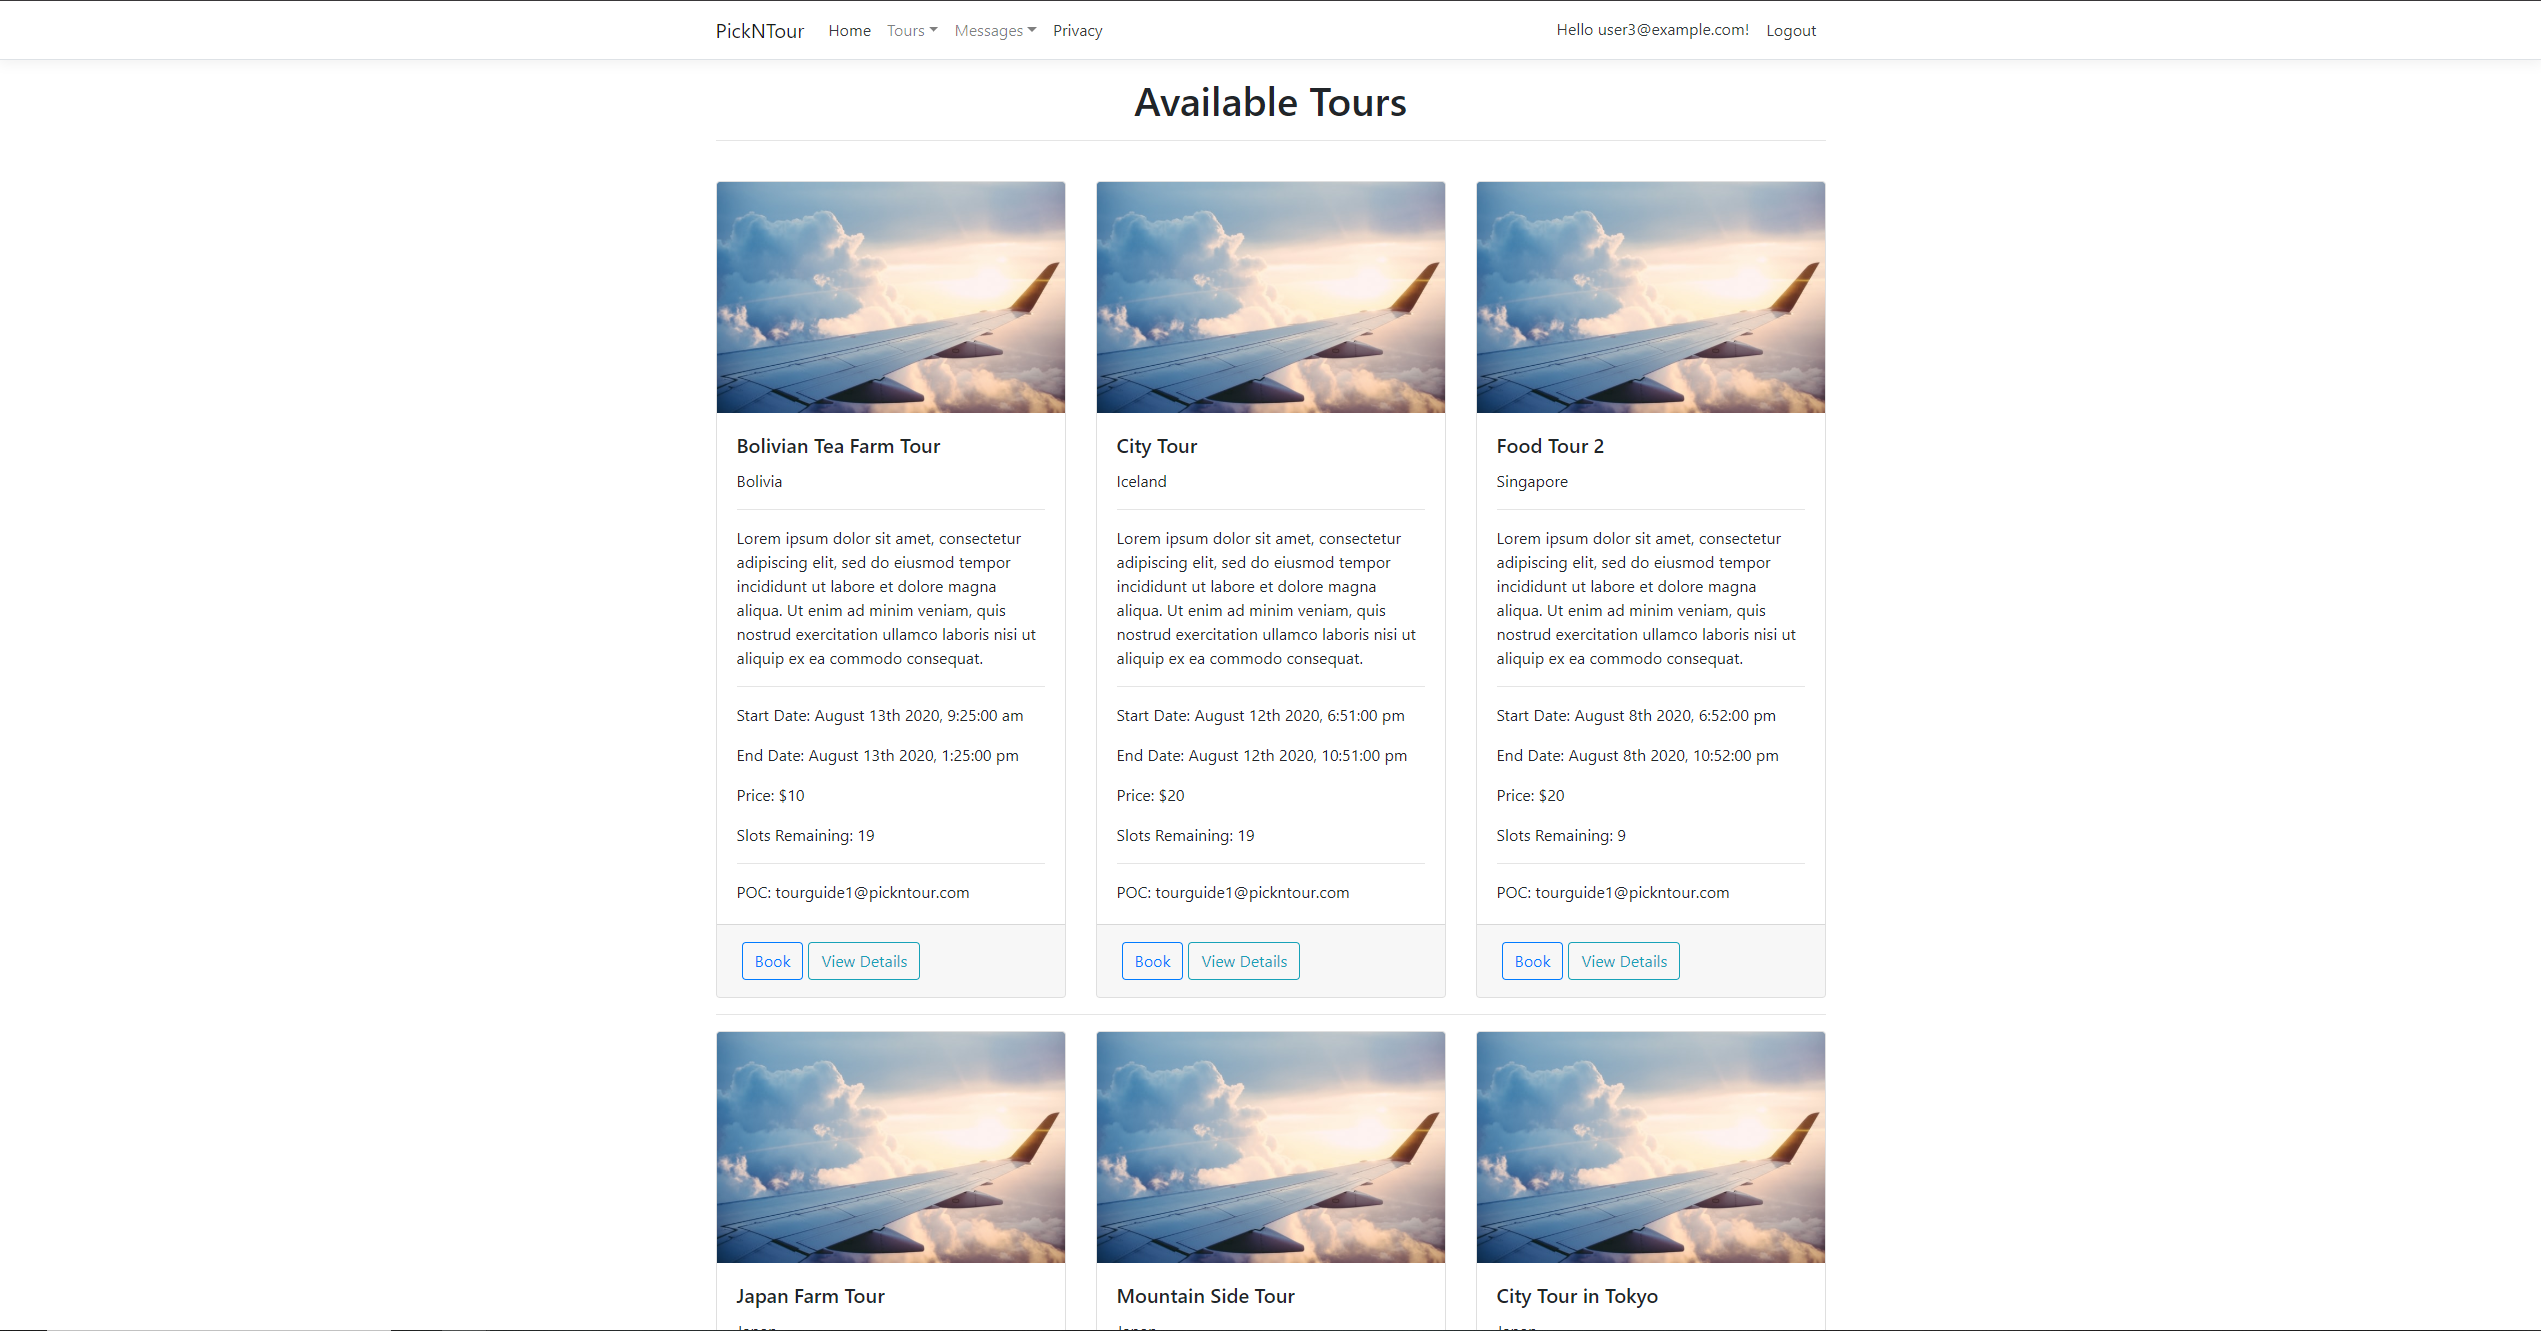 PickNTour Home Tours Messages Privacy Hello user3@example.com! Logout
Available Tours
Bolivian Tea Farm Tour
Bolivia
Lorem ipsum dolor sit amet, consectetur
adipiscing elit, sed do eiusmod tempor
incididunt ut labore et dolore magna
aliqua. Ut enim ad minim veniam, quis
nostrud exercitation ullamco laboris nisi ut
aliquip ex ea commodo consequat.
Start Date: August 13th 2020, 9:25:00 am
End Date: August 13th 2020, 1:25:00 pm
Price: $10
Slots Remaining: 19
POC: tourguide1@pickntour.com
Book View Details
City Tour
Iceland
Lorem ipsum dolor sit amet, consectetur
adipiscing elit, sed do eiusmod tempor
incididunt ut labore et dolore magna
aliqua. Ut enim ad minim veniam, quis
nostrud exercitation ullamco laboris nisi ut
aliquip ex ea commodo consequat.
Start Date: August 12th 2020, 6:51:00 pm
End Date: August 12th 2020, 10:51:00 pm
Price: $20
Slots Remaining: 19
POC: tourguide1@pickntour.com
Book View Details
Food Tour 2
Singapore
Lorem ipsum dolor sit amet, consectetur
adipiscing elit, sed do eiusmod tempor
incididunt ut labore et dolore magna
aliqua. Ut enim ad minim veniam, quis
nostrud exercitation ullamco laboris nisi ut
aliquip ex ea commodo consequat.
Start Date: August 8th 2020, 6:52:00 pm
End Date: August 8th 2020, 10:52:00 pm
Price: $20
Slots Remaining: 9
POC: tourguide1@pickntour.com
Book View Details
Japan Farm Tour
Japan
Mountain Side Tour
Japan
City Tour in Tokyo
Japan